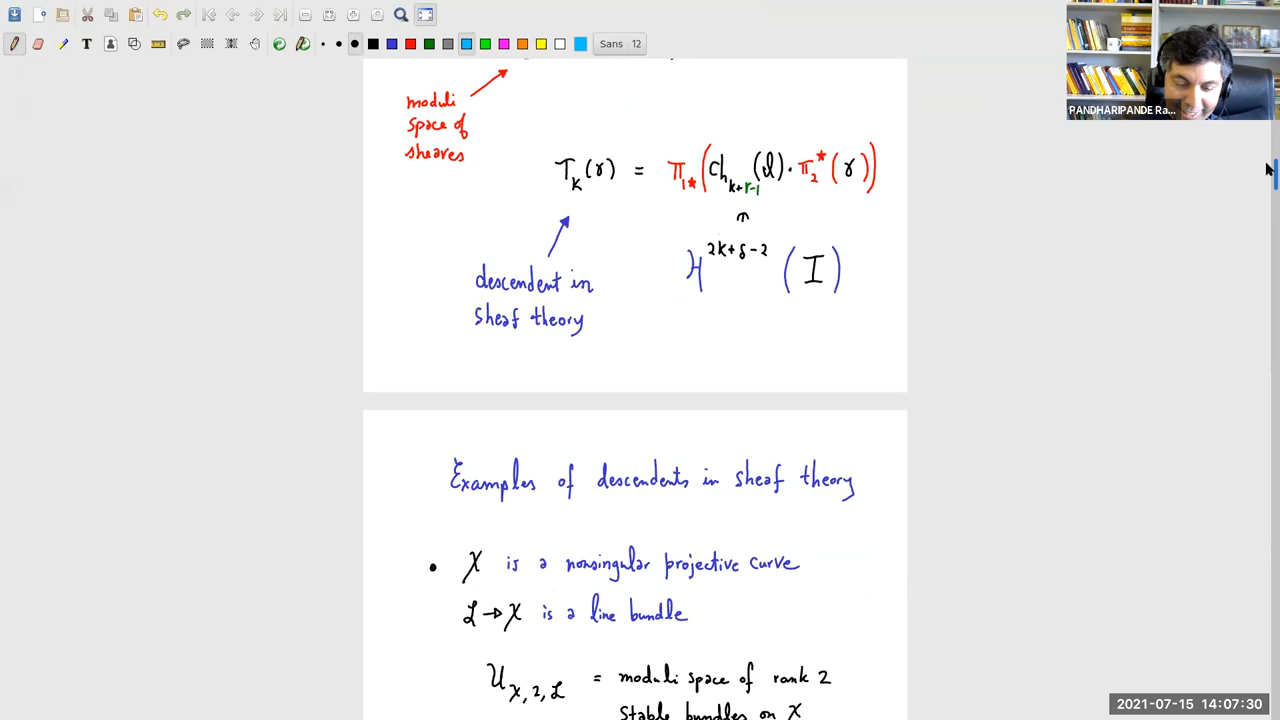 Sans 12
PANDHARIPANDE Ra...
moduli
space of
sheaves
T_k(γ) = π_{1*}(ch_{k+r-1}(𝓘)·π_2^*(γ))
∩
H^{2k+δ-2}(I)
descendent in
sheaf theory
Examples of descendents in sheaf theory
• X is a nonsingular projective curve
L → X is a line bundle
U_{X,2,L} = moduli space of rank 2
stable bundles on X
2021-07-15 14:07:30